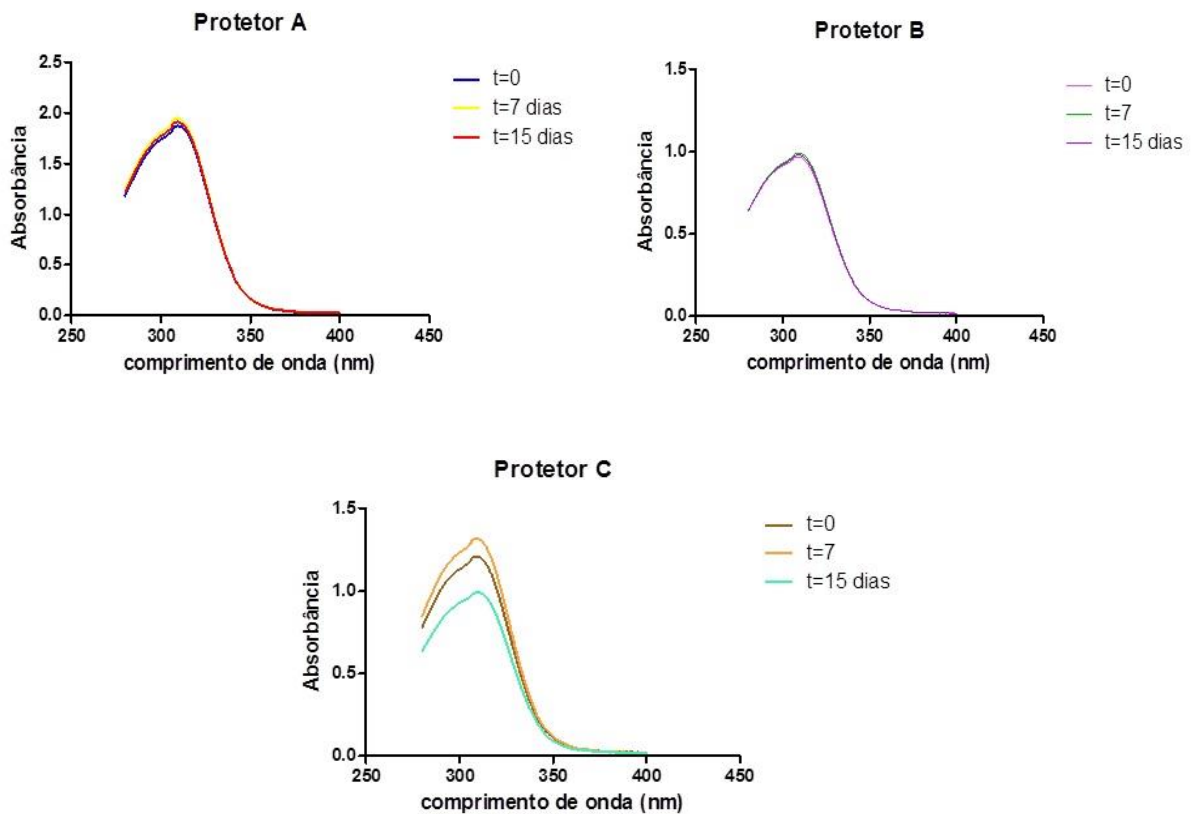 Protetor A
2.5
2.0
1.5
1.0
0.5
0.0
250
300
350
400
450
Absorbância
comprimento de onda (nm)
t=0
t=7 dias
t=15 dias
Protetor B
1.5
1.0
0.5
0.0
250
300
350
400
450
Absorbância
comprimento de onda (nm)
t=0
t=7
t=15 dias
Protetor C
1.5
1.0
0.5
0.0
250
300
350
400
450
Absorbância
comprimento de onda (nm)
t=0
t=7
t=15 dias